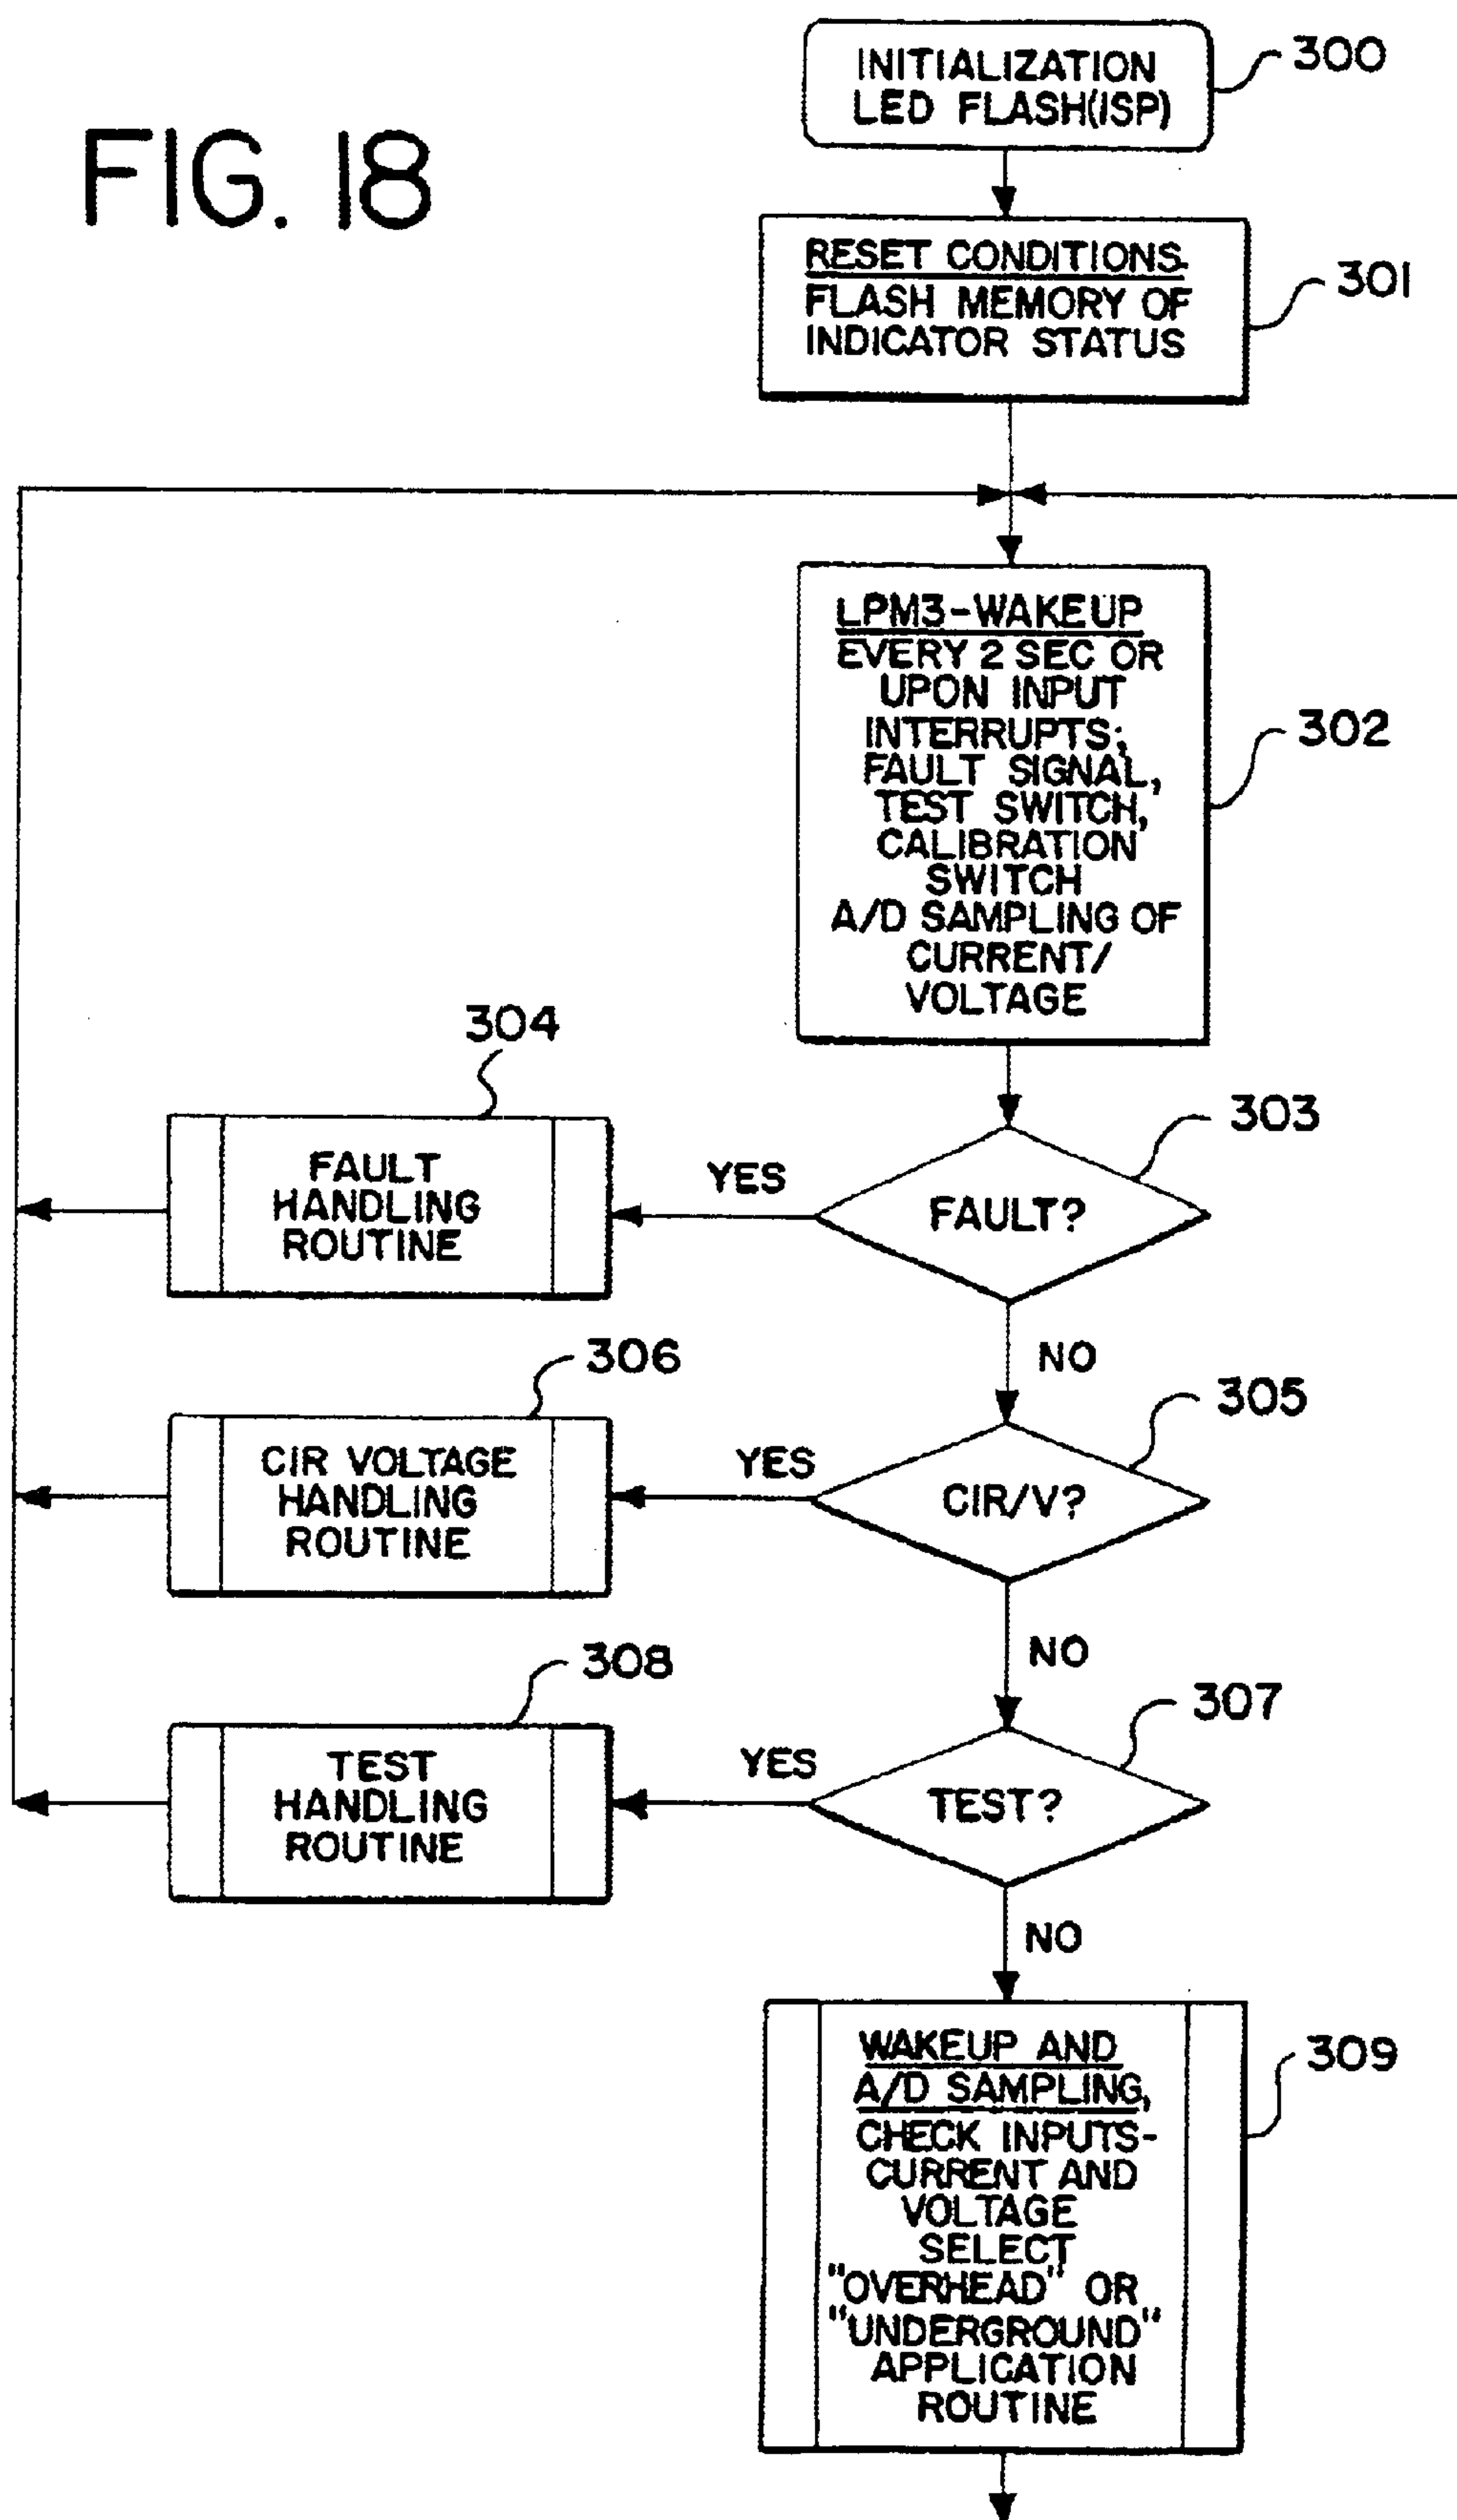 FIG. 18
INITIALIZATION
LED FLASH(ISP)
300
RESET CONDITIONS
FLASH MEMORY OF
INDICATOR STATUS
301
LPM3-WAKEUP
EVERY 2 SEC OR
UPON INPUT
INTERRUPTS:
FAULT SIGNAL,
TEST SWITCH,
CALIBRATION
SWITCH
A/D SAMPLING OF
CURRENT/
VOLTAGE
302
303
FAULT?
YES
304
FAULT
HANDLING
ROUTINE
NO
305
CIR/V?
YES
306
CIR VOLTAGE
HANDLING
ROUTINE
NO
307
TEST?
YES
308
TEST
HANDLING
ROUTINE
NO
WAKEUP AND
A/D SAMPLING,
CHECK INPUTS-
CURRENT AND
VOLTAGE
SELECT
"OVERHEAD" OR
"UNDERGROUND"
APPLICATION
ROUTINE
309